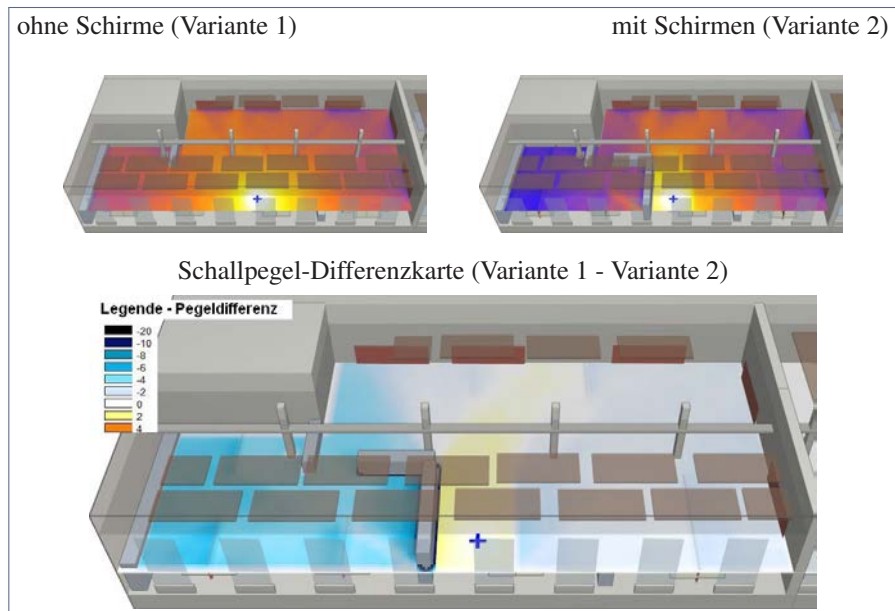 ohne Schirme (Variante 1)
mit Schirmen (Variante 2)
Schallpegel-Differenzkarte (Variante 1 - Variante 2)
Legende - Pegeldifferenz
-20
-10
-8
-6
-4
-2
0
2
4